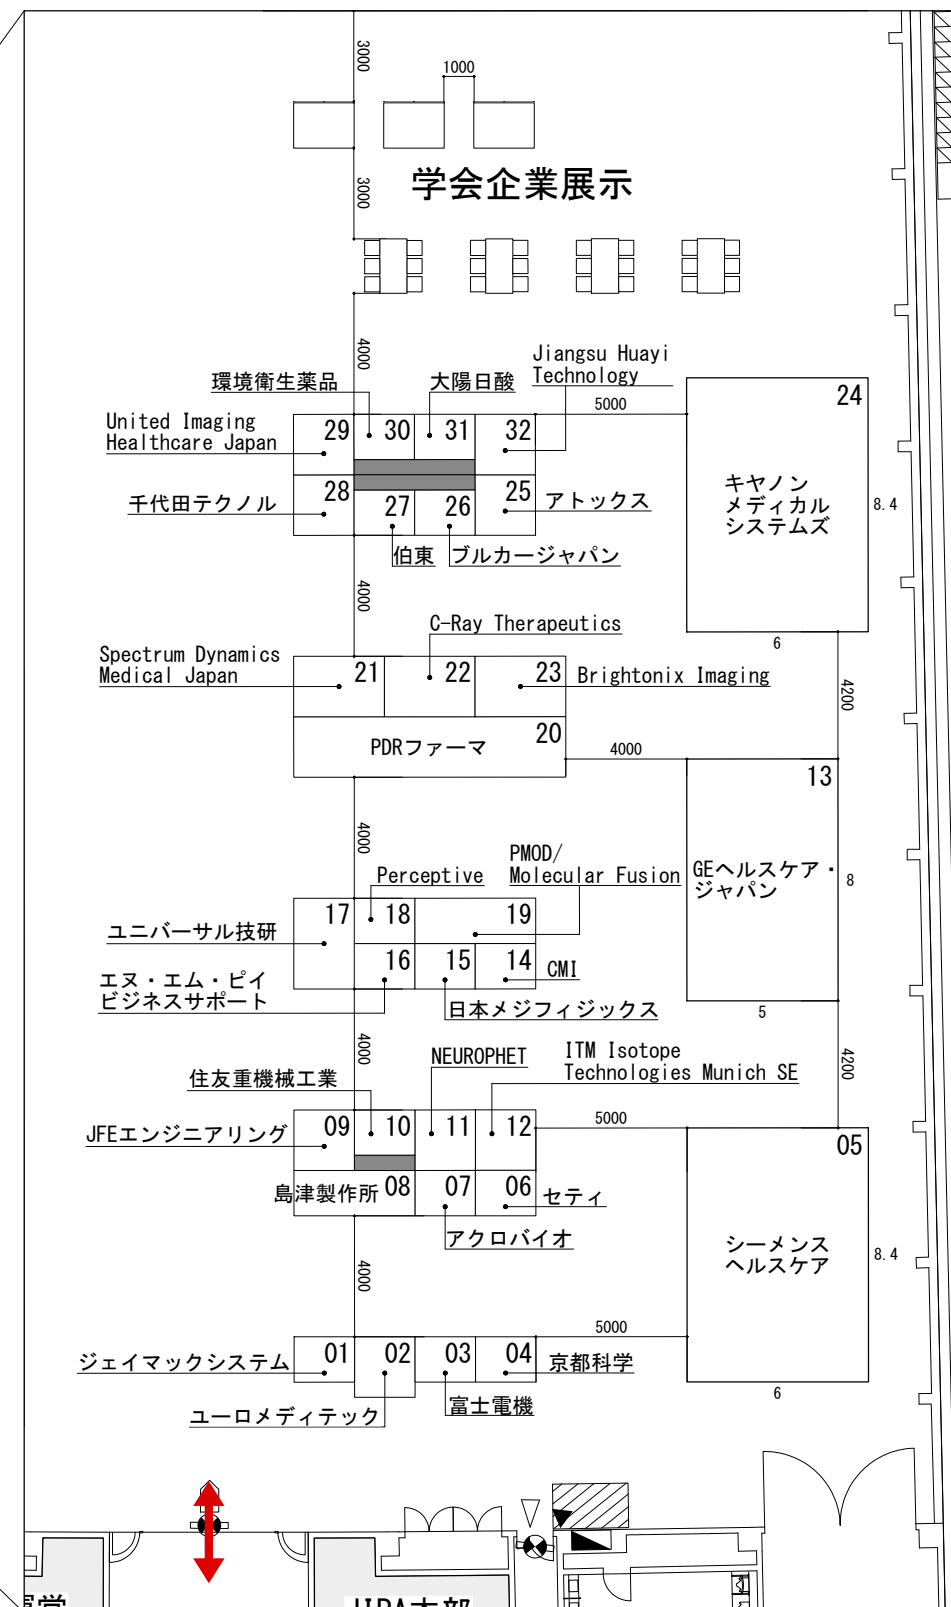 3000
1000
3000
学会企業展示
4000
環境衛生薬品
大陽日酸
Jiangsu Huayi
Technology
5000
24
United Imaging
Healthcare Japan
29
30
31
32
キヤノン
メディカル
システムズ
8.4
千代田テクノル
28
27
26
25
アトックス
伯東
ブルカージャパン
4000
6
C-Ray Therapeutics
Spectrum Dynamics
Medical Japan
21
22
23
Brightonix Imaging
4200
PDRファーマ
20
4000
13
4000
PMOD/
Molecular Fusion
Perceptive
GEヘルスケア・
ジャパン
8
17
18
19
ユニバーサル技研
16
15
14
CMI
エヌ・エム・ピイ
ビジネスサポート
日本メジフィジックス
5
4000
NEUROPHET
ITM Isotope
Technologies Munich SE
4200
住友重機械工業
09
10
11
12
5000
05
JFEエンジニアリング
島津製作所
08
07
06
セティ
アクロバイオ
シーメンス
ヘルスケア
8.4
4000
5000
01
02
03
04
ジェイマックシステム
京都科学
ユーロメディテック
富士電機
6
JIRA本部